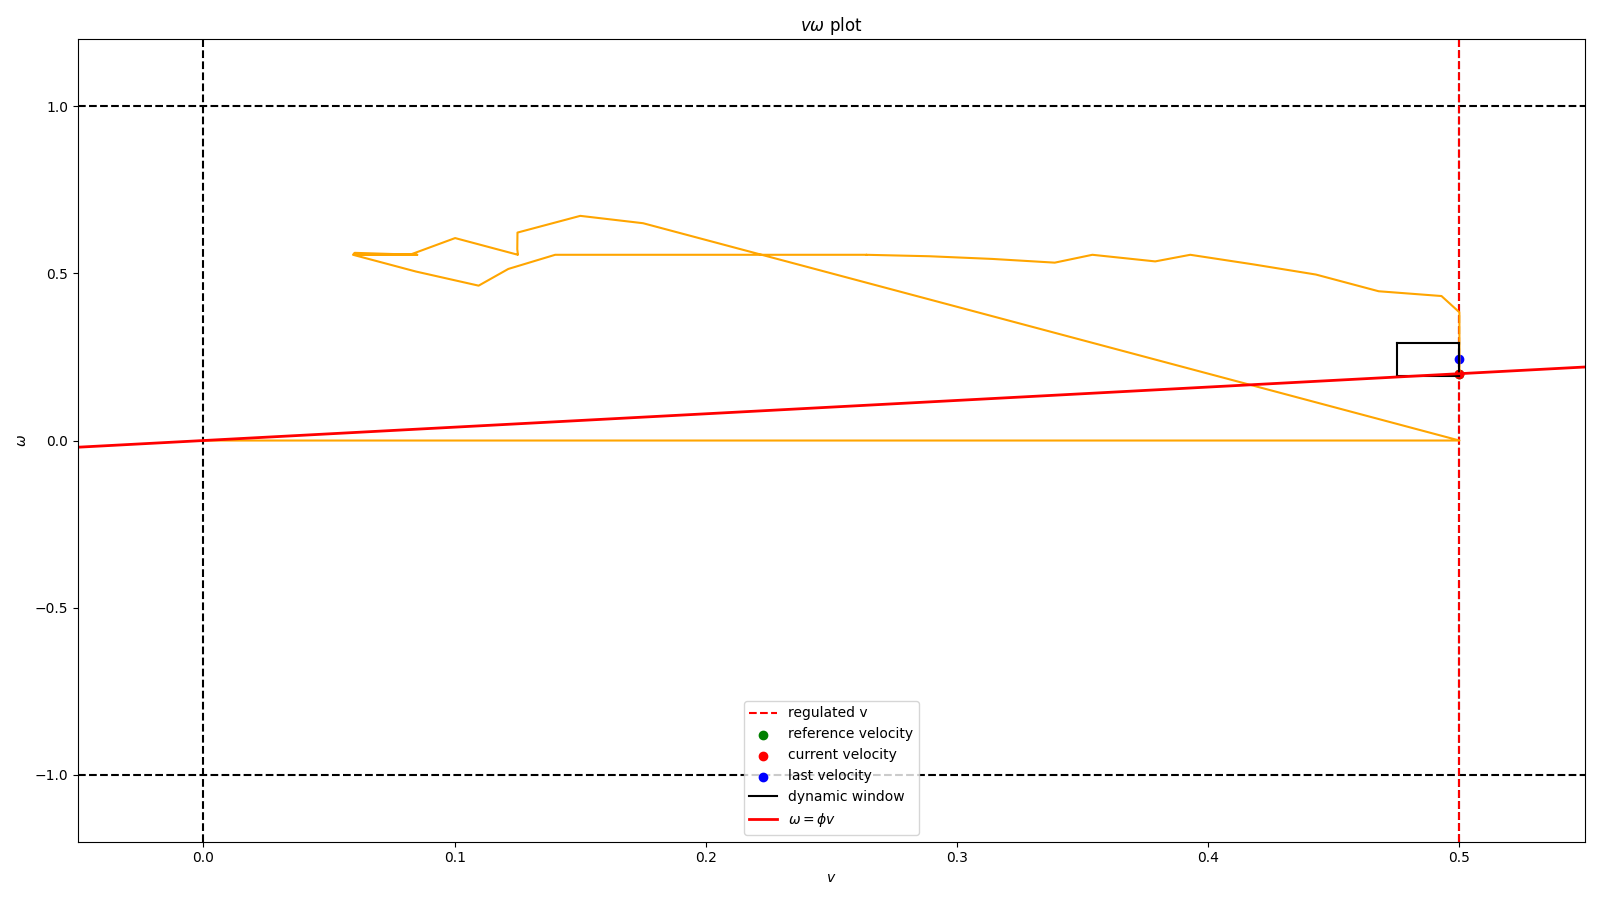 vω plot
1.0
0.5
0.0
−0.5
−1.0
ω
0.0
0.1
0.2
0.3
0.4
0.5
v
regulated v
reference velocity
current velocity
last velocity
dynamic window
ω = ϕv